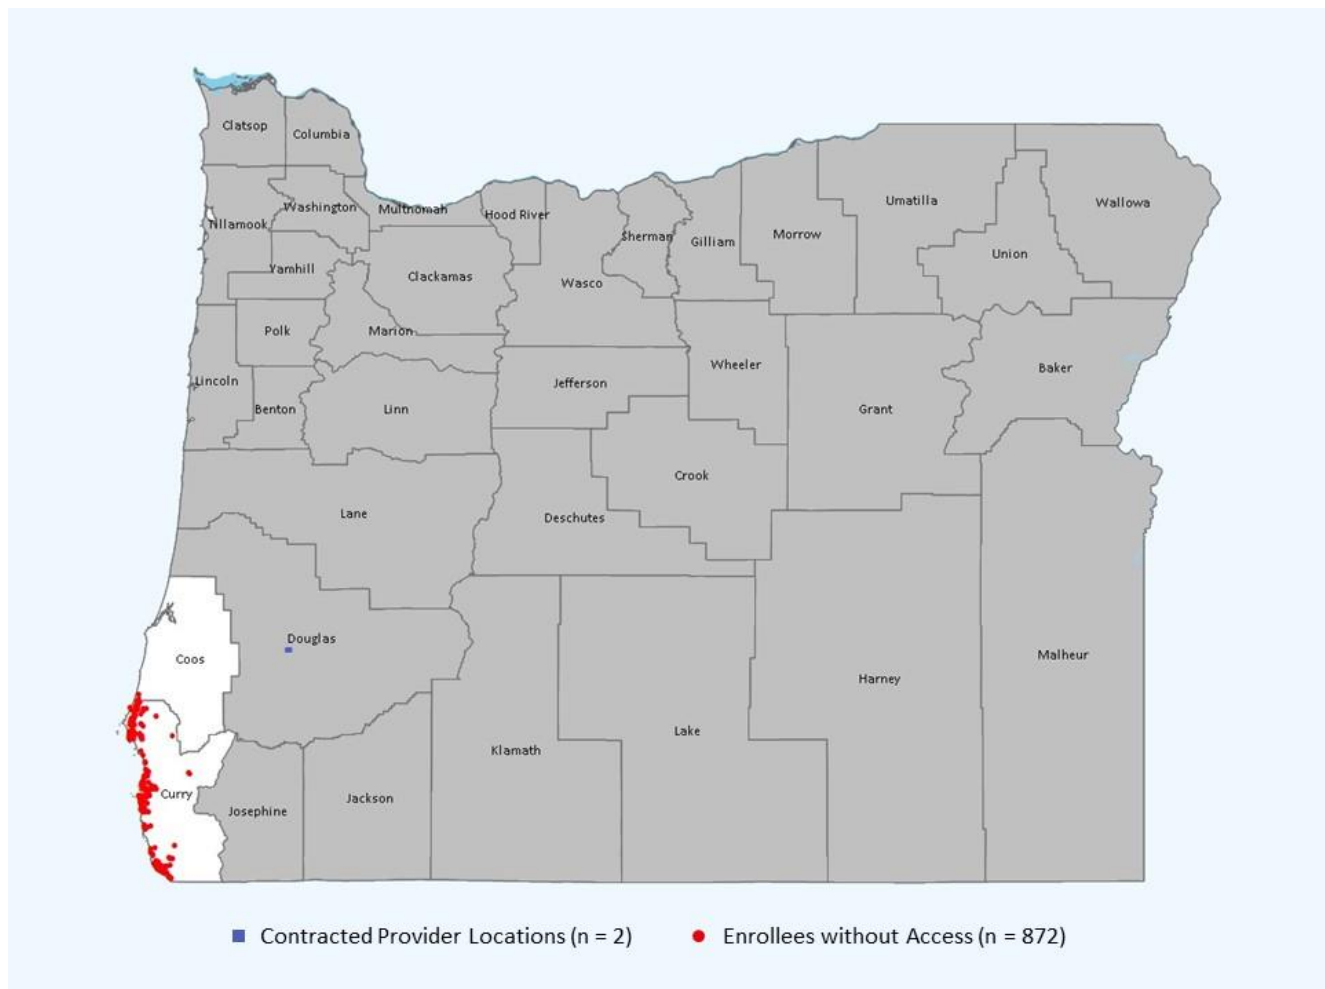 Clatsop
Columbia
Washington
Multnomah
Hood River
Tillamook
Sherman
Gilliam
Morrow
Umatilla
Wallowa
Union
Yamhill
Clackamas
Wasco
Polk
Marion
Wheeler
Baker
Lincoln
Benton
Linn
Jefferson
Grant
Crook
Lane
Deschutes
Douglas
Coos
Malheur
Harney
Lake
Klamath
Curry
Jackson
Josephine
Contracted Provider Locations (n = 2)
Enrollees without Access (n = 872)